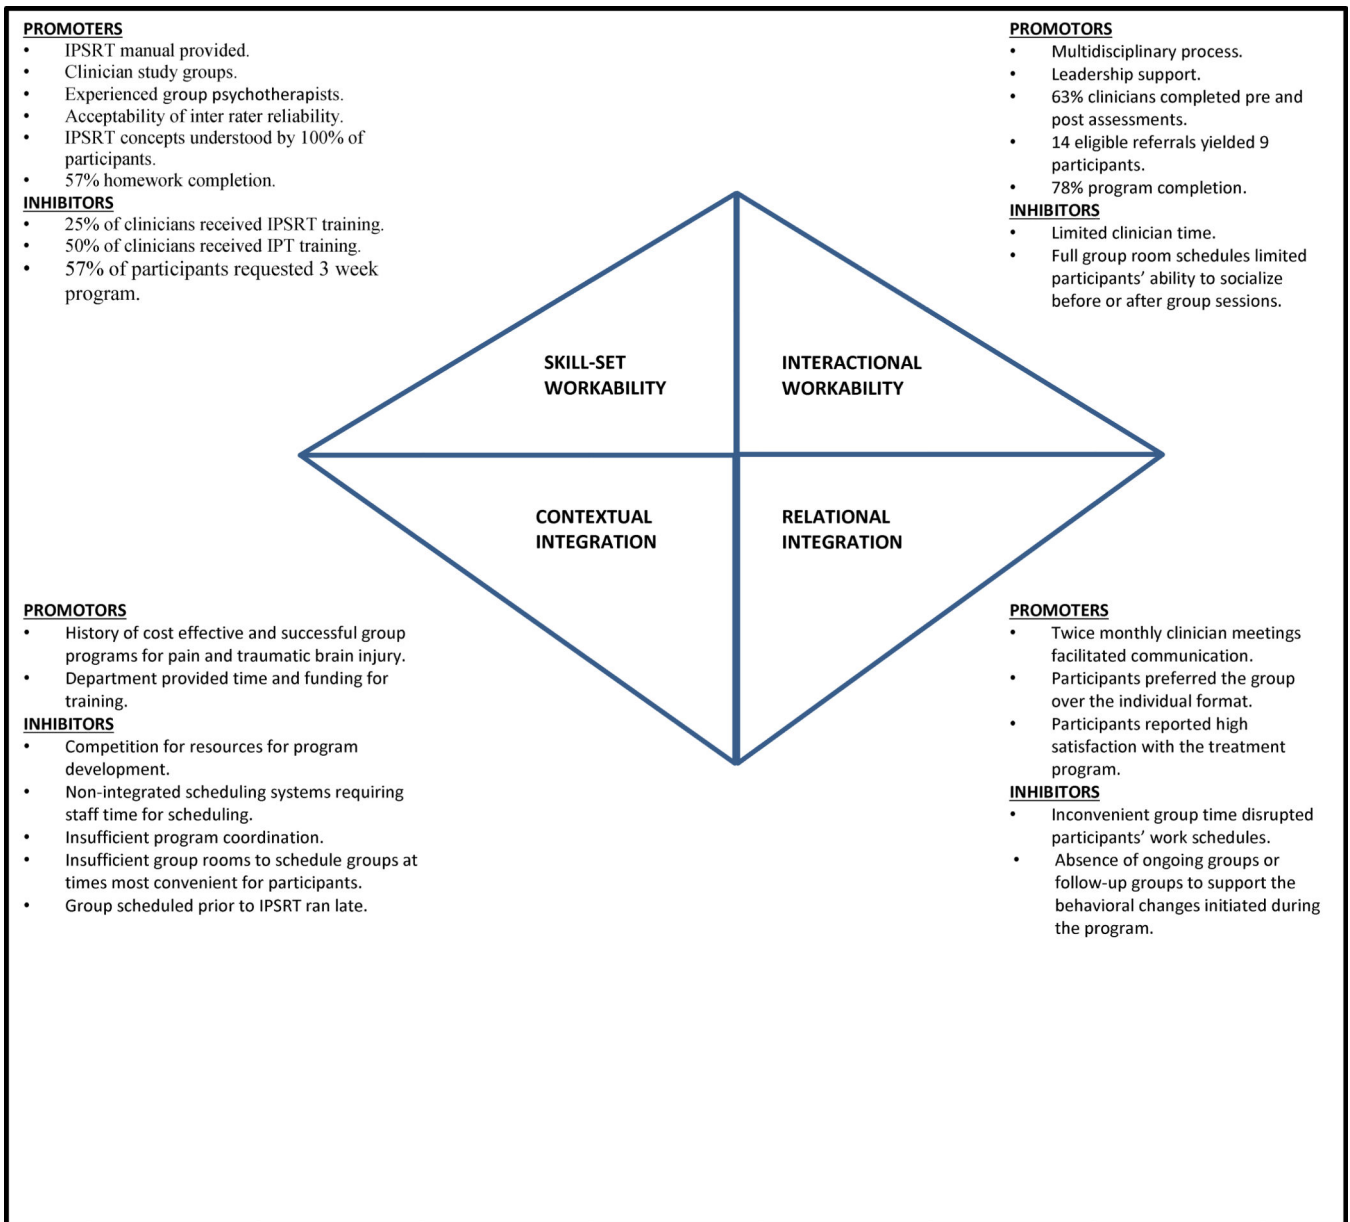 PROMOTERS
• IPSRT manual provided.
• Clinician study groups.
• Experienced group psychotherapists.
• Acceptability of inter rater reliability.
• IPSRT concepts understood by 100% of
participants.
• 57% homework completion.
INHIBITORS
• 25% of clinicians received IPSRT training.
• 50% of clinicians received IPT training.
• 57% of participants requested 3 week
program.
PROMOTORS
• Multidisciplinary process.
• Leadership support.
• 63% clinicians completed pre and
post assessments.
• 14 eligible referrals yielded 9
participants.
• 78% program completion.
INHIBITORS
• Limited clinician time.
• Full group room schedules limited
participants’ ability to socialize
before or after group sessions.
SKILL-SET
WORKABILITY
INTERACTIONAL
WORKABILITY
CONTEXTUAL
INTEGRATION
RELATIONAL
INTEGRATION
PROMOTORS
• History of cost effective and successful group
programs for pain and traumatic brain injury.
• Department provided time and funding for
training.
INHIBITORS
• Competition for resources for program
development.
• Non-integrated scheduling systems requiring
staff time for scheduling.
• Insufficient program coordination.
• Insufficient group rooms to schedule groups at
times most convenient for participants.
• Group scheduled prior to IPSRT ran late.
PROMOTERS
• Twice monthly clinician meetings
facilitated communication.
• Participants preferred the group
over the individual format.
• Participants reported high
satisfaction with the treatment
program.
INHIBITORS
• Inconvenient group time disrupted
participants’ work schedules.
• Absence of ongoing groups or
follow-up groups to support the
behavioral changes initiated during
the program.